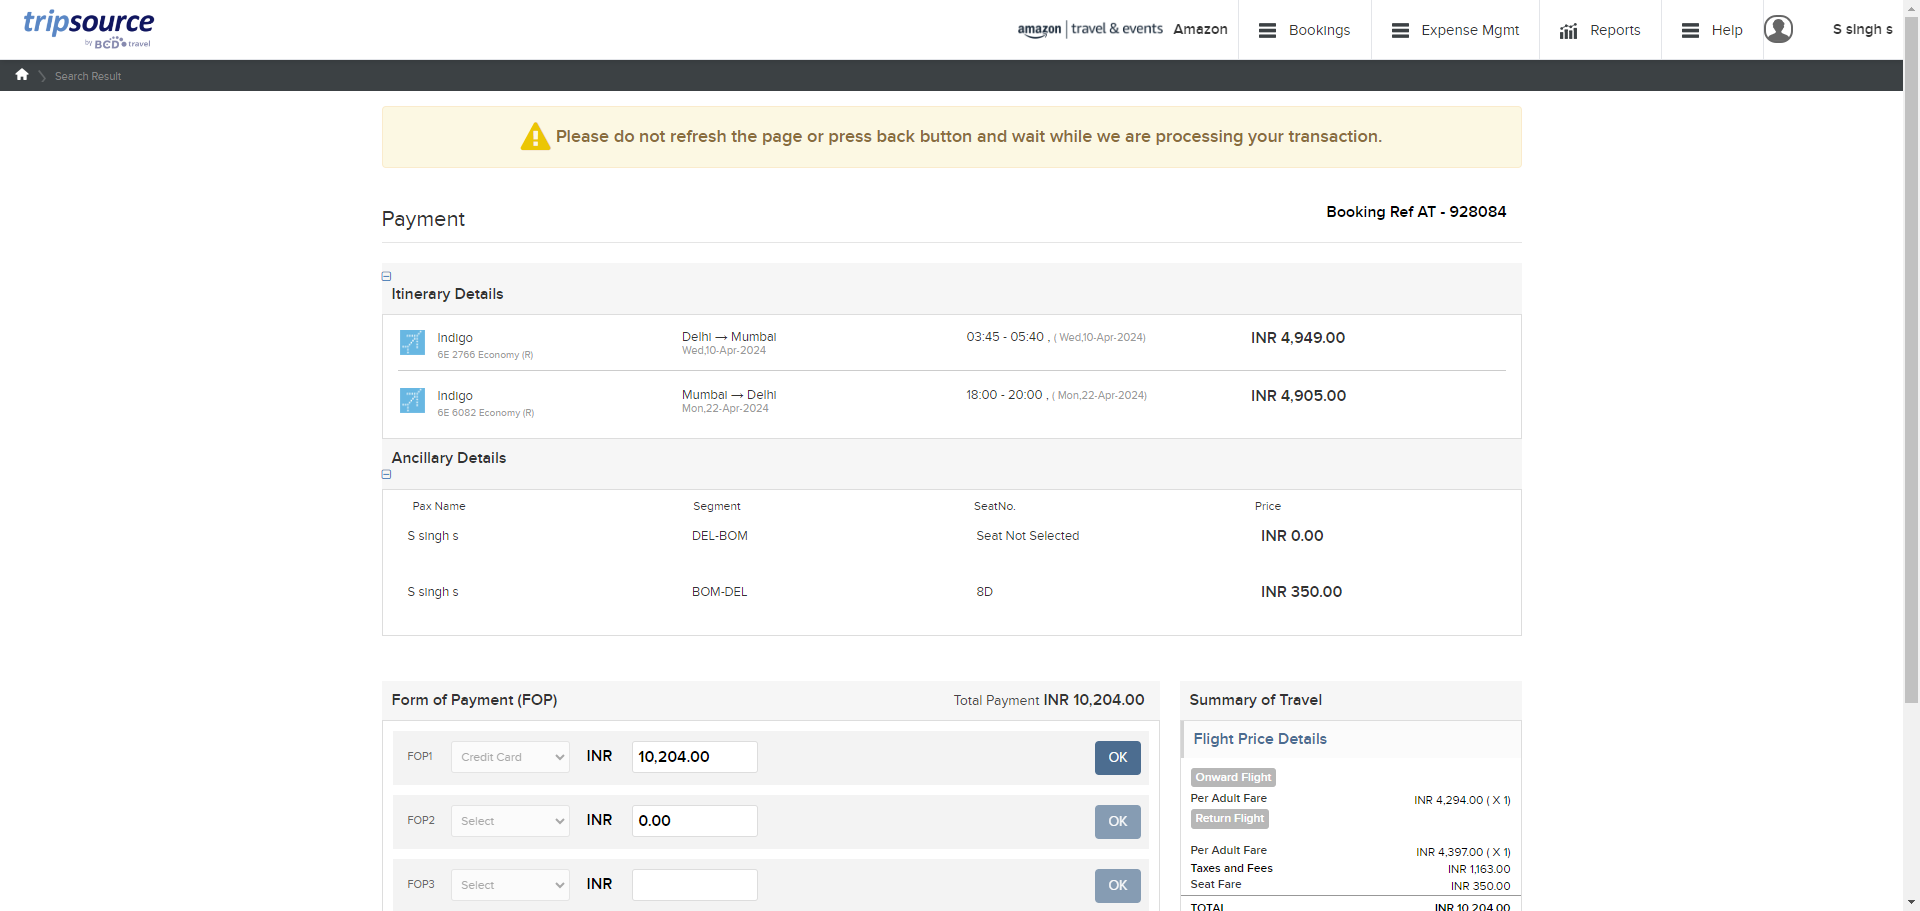 tripsource
by BCD travel
amazon | travel & events Amazon
Bookings
Expense Mgmt
Reports
Help
S singh s
Search Result
Please do not refresh the page or press back button and wait while we are processing your transaction.
Payment
Booking Ref AT - 928084
Itinerary Details
Indigo Delhi → Mumbai 03:45 - 05:40 , ( Wed,10-Apr-2024) INR 4,949.00
6E 2766 Economy (R) Wed,10-Apr-2024
Indigo Mumbai → Delhi 18:00 - 20:00 , ( Mon,22-Apr-2024) INR 4,905.00
6E 6082 Economy (R) Mon,22-Apr-2024
Ancillary Details
Pax Name Segment SeatNo. Price
S singh s DEL-BOM Seat Not Selected INR 0.00
S singh s BOM-DEL 8D INR 350.00
Form of Payment (FOP) Total Payment INR 10,204.00
FOP1 Credit Card INR 10,204.00 OK
FOP2 Select INR 0.00 OK
FOP3 Select INR OK
Summary of Travel
Flight Price Details
Onward Flight
Per Adult Fare INR 4,294.00 ( X 1)
Return Flight
Per Adult Fare INR 4,397.00 ( X 1)
Taxes and Fees INR 1,163.00
Seat Fare INR 350.00
TOTAL INR 10,204.00